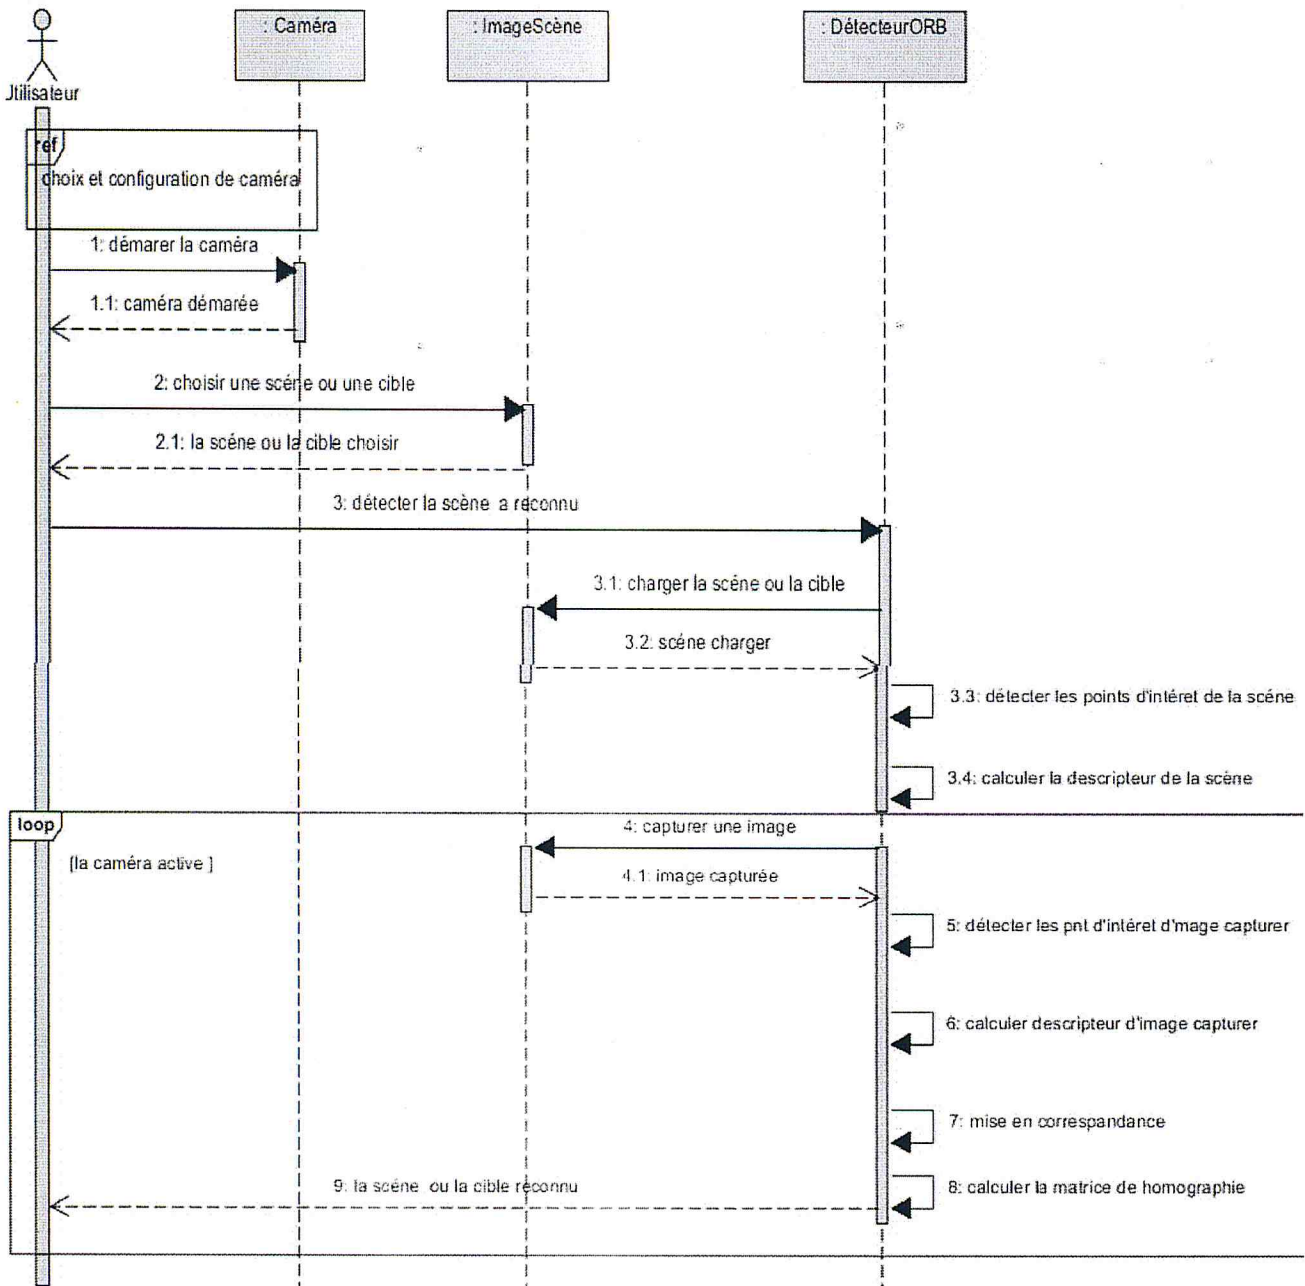 : Caméra
: ImageScène
: DétecteurORB
Jtilisateur
ref
choix et configuration de caméra
1: démarer la caméra
1.1: caméra démarée
2: choisir une scéne ou une cible
2.1: la scéne ou la cible choisir
3: détecter la scène a reconnu
3.1: charger la scéne ou la cible
3.2: scéne charger
3.3: détecter les points d'intéret de la scéne
3.4: calculer la descripteur de la scène
loop
[la caméra active ]
4: capturer une image
4.1: image capturée
5: détecter les pnt d'intéret d'mage capturer
6: calculer descripteur d'image capturer
7: mise en correspandance
8: calculer la matrice de homographie
9: la scéne ou la cible reconnu